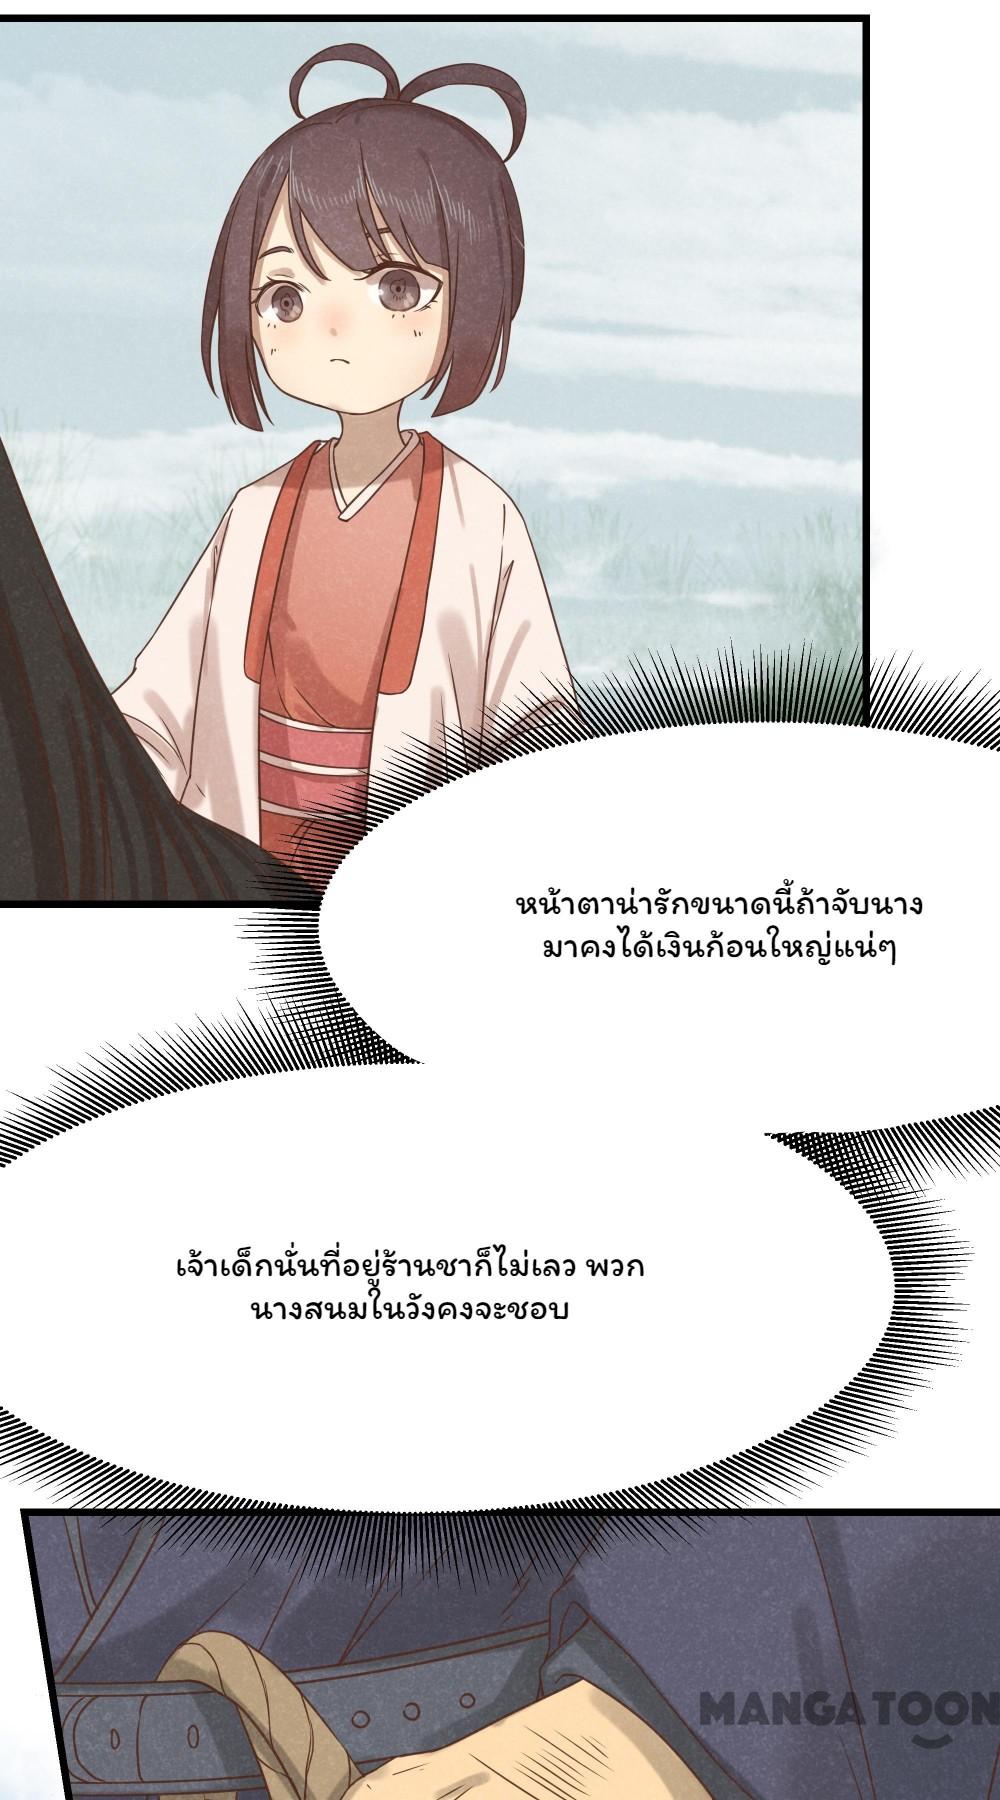 หน้าตาน่ารักขนาดนี้ถ้าจับนาง
มาคงได้เงินก้อนใหญ่แน่ๆ
เจ้าเด็กนั่นที่อยู่ร้านชาก็ไม่เลว พวก
นางสนมในวังคงจะชอบ
MANGA TOON